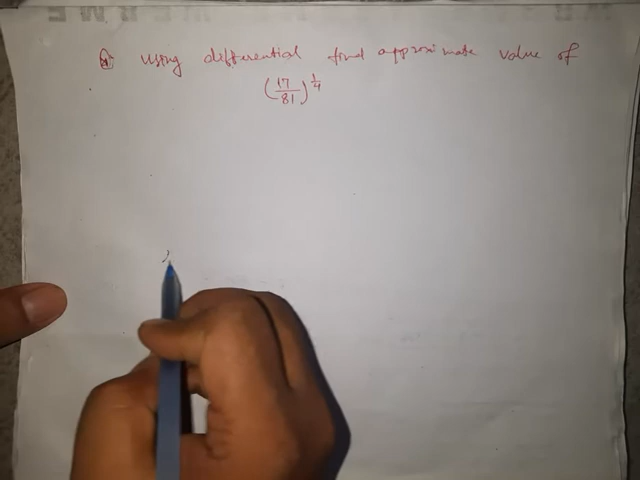 Q. using differential find approximate value of
(17/81)^1/4